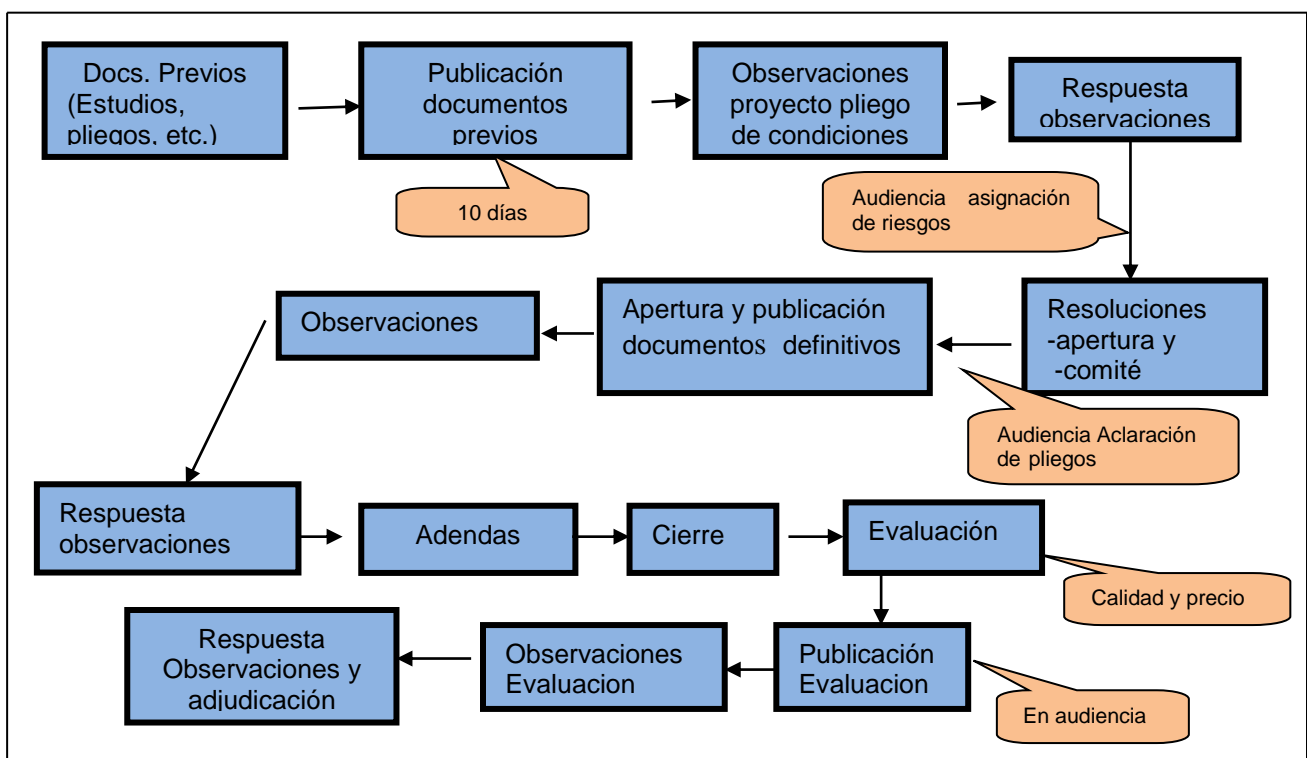 Docs. Previos
(Estudios,
pliegos, etc.)
Publicación
documentos
previos
Observaciones
proyecto pliego
de condiciones
Respuesta
observaciones
10 días
Audiencia asignación
de riesgos
Observaciones
Apertura y publicación
documentos definitivos
Resoluciones
-apertura y
-comité
Audiencia Aclaración
de pliegos
Respuesta
observaciones
Adendas
Cierre
Evaluación
Calidad y precio
Respuesta
Observaciones y
adjudicación
Observaciones
Evaluacion
Publicación
Evaluacion
En audiencia